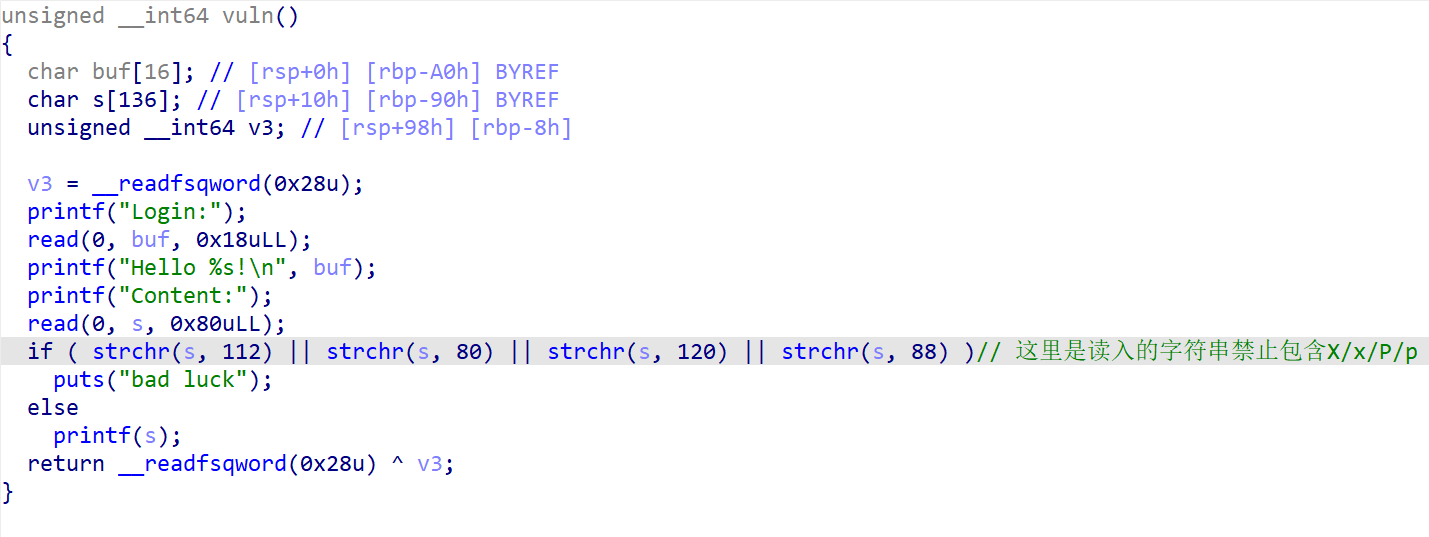 unsigned __int64 vuln()
{
  char buf[16]; // [rsp+0h] [rbp-A0h] BYREF
  char s[136]; // [rsp+10h] [rbp-90h] BYREF
  unsigned __int64 v3; // [rsp+98h] [rbp-8h]

  v3 = __readfsqword(0x28u);
  printf("Login:");
  read(0, buf, 0x18uLL);
  printf("Hello %s!\n", buf);
  printf("Content:");
  read(0, s, 0x80uLL);
  if ( strchr(s, 112) || strchr(s, 80) || strchr(s, 120) || strchr(s, 88) )// 这里是读入的字符串禁止包含X/x/P/p
    puts("bad luck");
  else
    printf(s);
  return __readfsqword(0x28u) ^ v3;
}